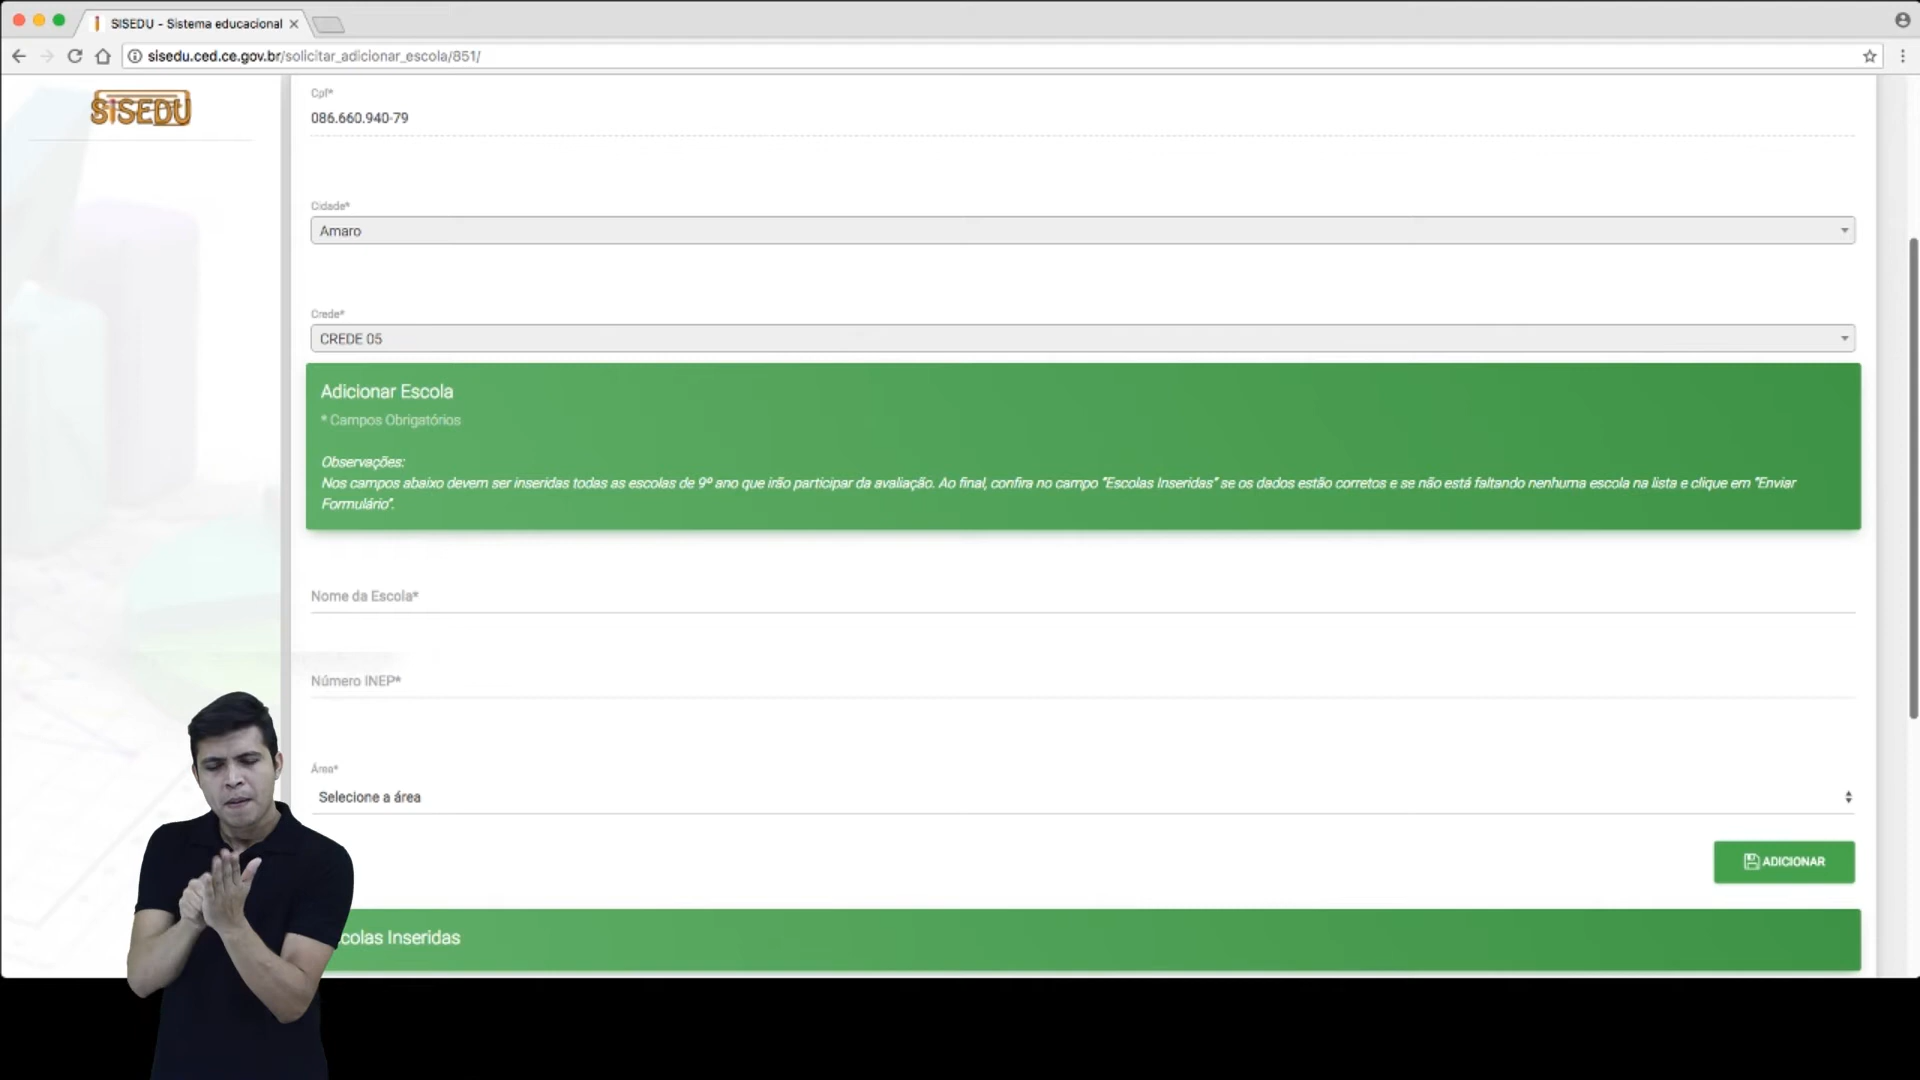 SISEDU - Sistema educacional
sisedu.ced.ce.gov.br/solicitar_adicionar_escola/851/
SISEDU
Cpf*
086.660.940-79
Cidade*
Amaro
Crede*
CREDE 05
Adicionar Escola
* Campos Obrigatórios
Observações:
Nos campos abaixo devem ser inseridas todas as escolas de 9º ano que irão participar da avaliação. Ao final, confira no campo "Escolas Inseridas" se os dados estão corretos e se não está faltando nenhuma escola na lista e clique em "Enviar
Formulário".
Nome da Escola*
Número INEP*
Área*
Selecione a área
ADICIONAR
colas Inseridas